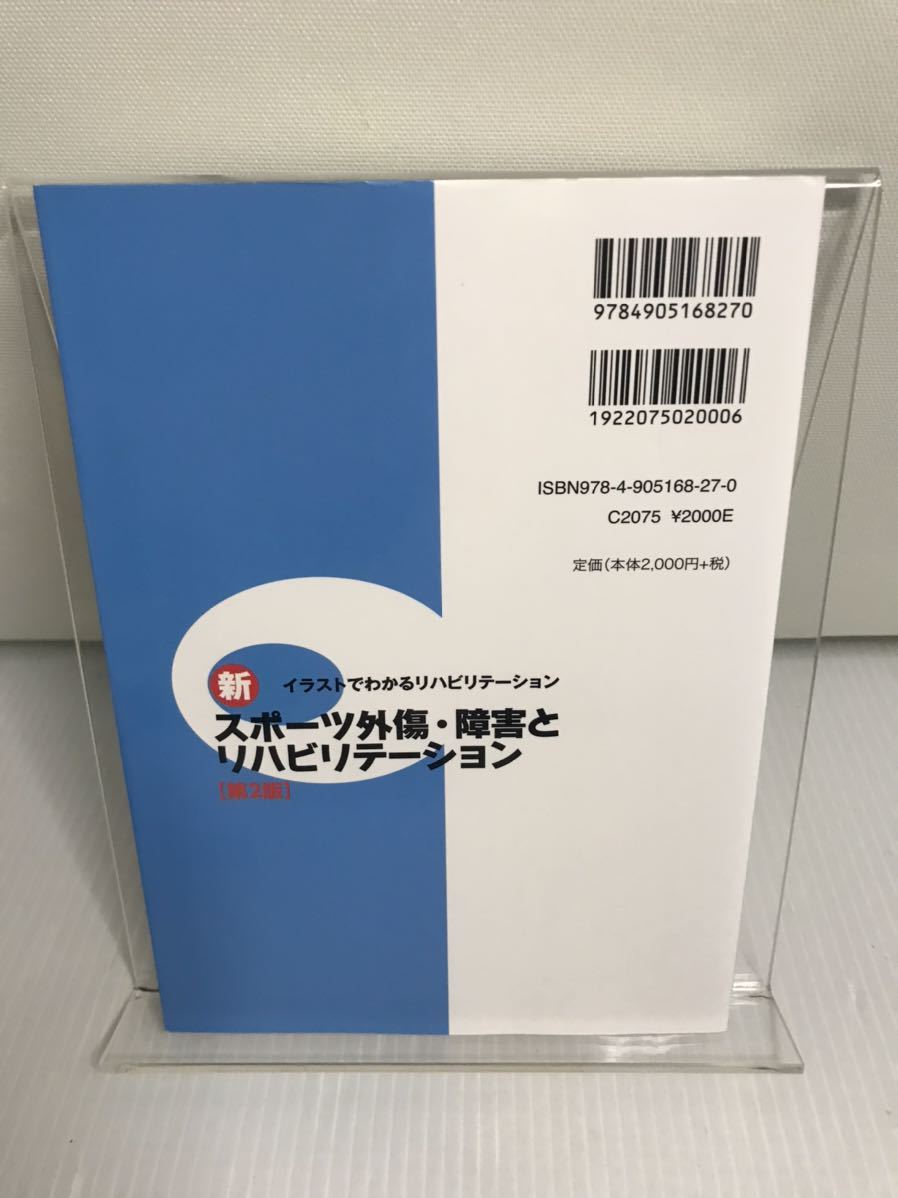 9784905168270
1922075020006
ISBN978-4-905168-27-0
C2075 ¥2000E
定価(本体2,000円+税)
新 イラストでわかるリハビリテーション
スポーツ外傷・障害と
リハビリテーション
[第2版]